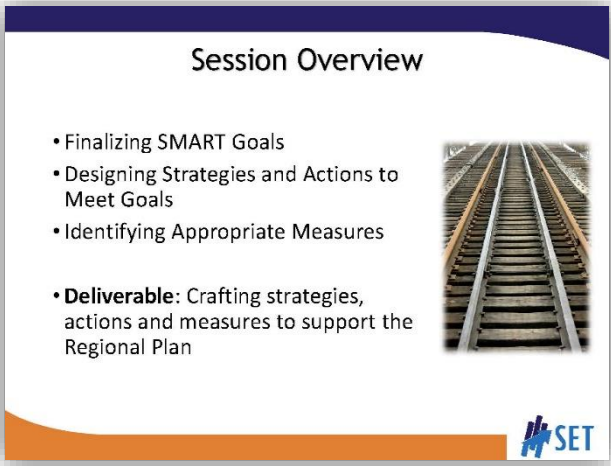 Session Overview
• Finalizing SMART Goals
• Designing Strategies and Actions to
Meet Goals
• Identifying Appropriate Measures
• Deliverable: Crafting strategies,
actions and measures to support the
Regional Plan
SET